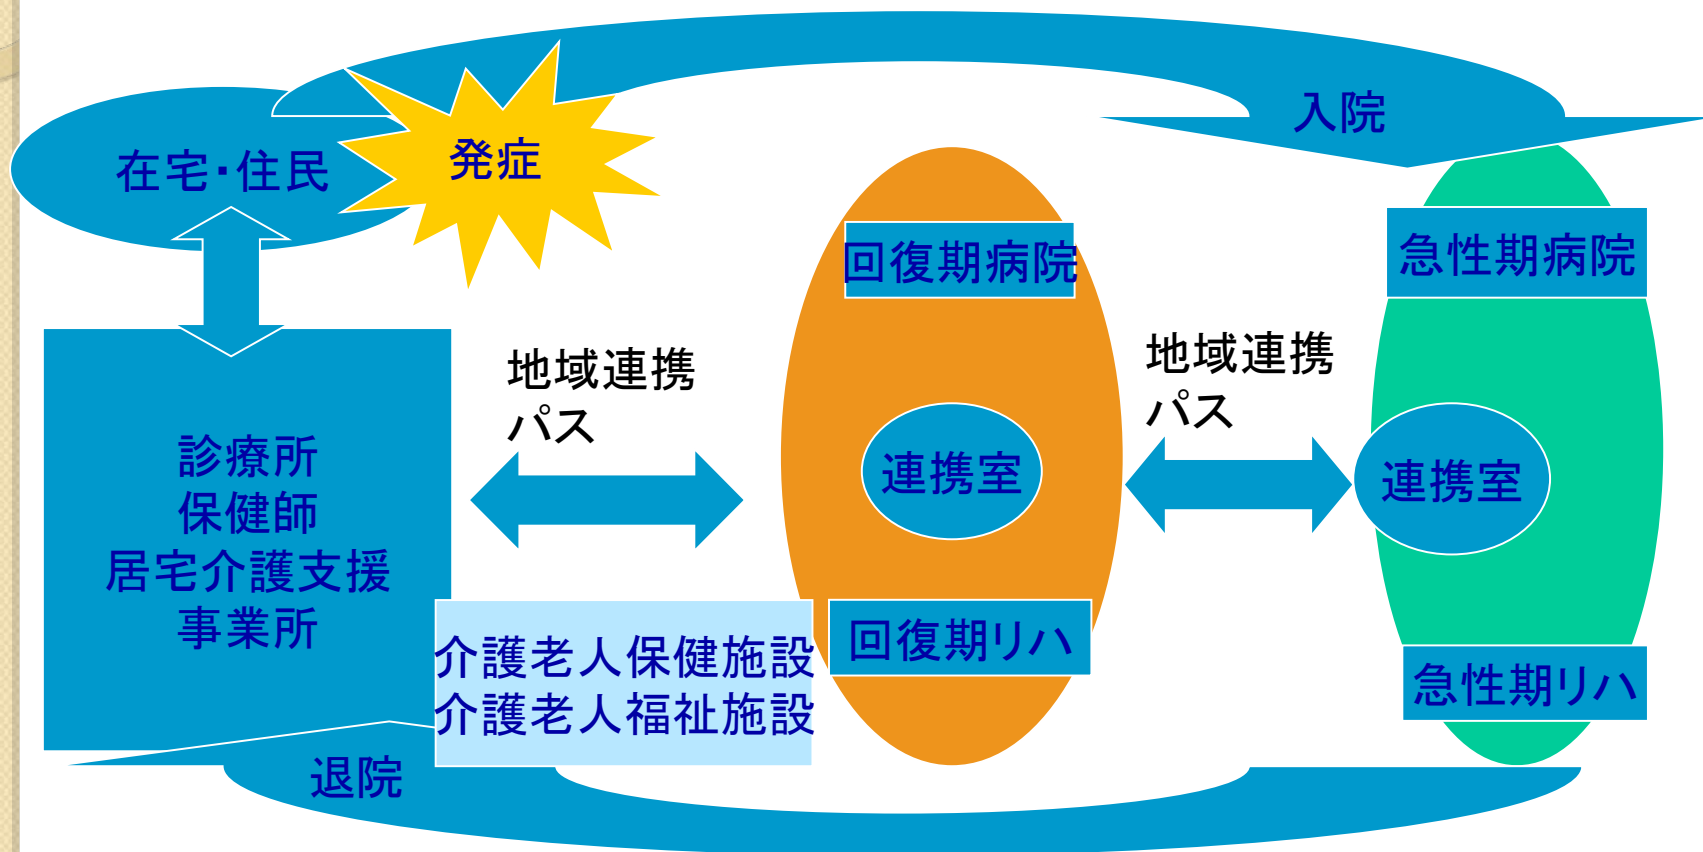 入院
発症
在宅・住民
回復期病院
急性期病院
地域連携
パス
地域連携
パス
診療所
保健師
居宅介護支援
事業所
連携室
連携室
介護老人保健施設
介護老人福祉施設
回復期リハ
急性期リハ
退院